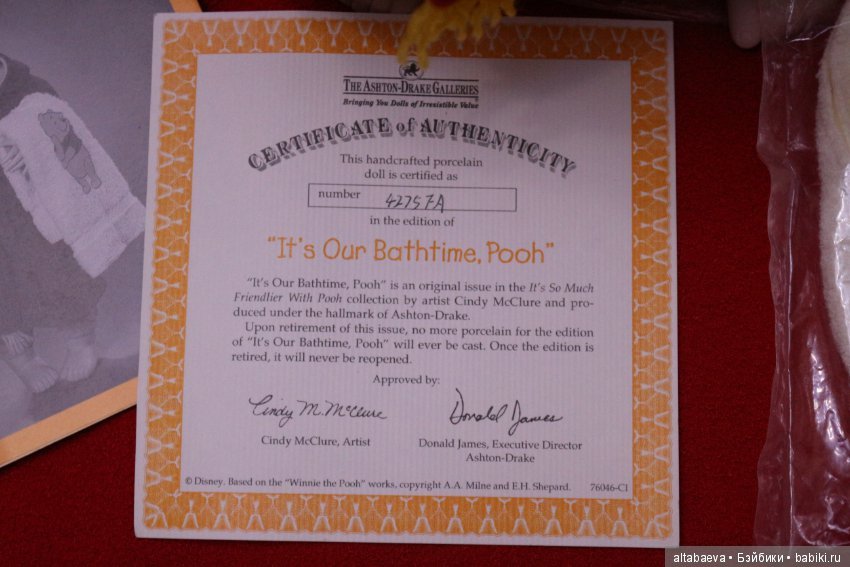 THE ASHTON-DRAKE GALLERIES
Bringing You Dolls of Irresistible Value
CERTIFICATE of AUTHENTICITY
This handcrafted porcelain
doll is certified as
number 4275FA
in the edition of
"It's Our Bathtime, Pooh"
"It's Our Bathtime, Pooh" is an original issue in the It's So Much
Friendlier With Pooh collection by artist Cindy McClure and pro-
duced under the hallmark of Ashton-Drake.
Upon retirement of this issue, no more porcelain for the edition
of "It's Our Bathtime, Pooh" will ever be cast. Once the edition is
retired, it will never be reopened.
Approved by:
Cindy M. McClure
Donald James
Cindy McClure, Artist
Donald James, Executive Director
Ashton-Drake
© Disney. Based on the "Winnie the Pooh" works, copyright A.A. Milne and E.H. Shepard.
76046-CI
altabaeva • Бэйбики • babiki.ru